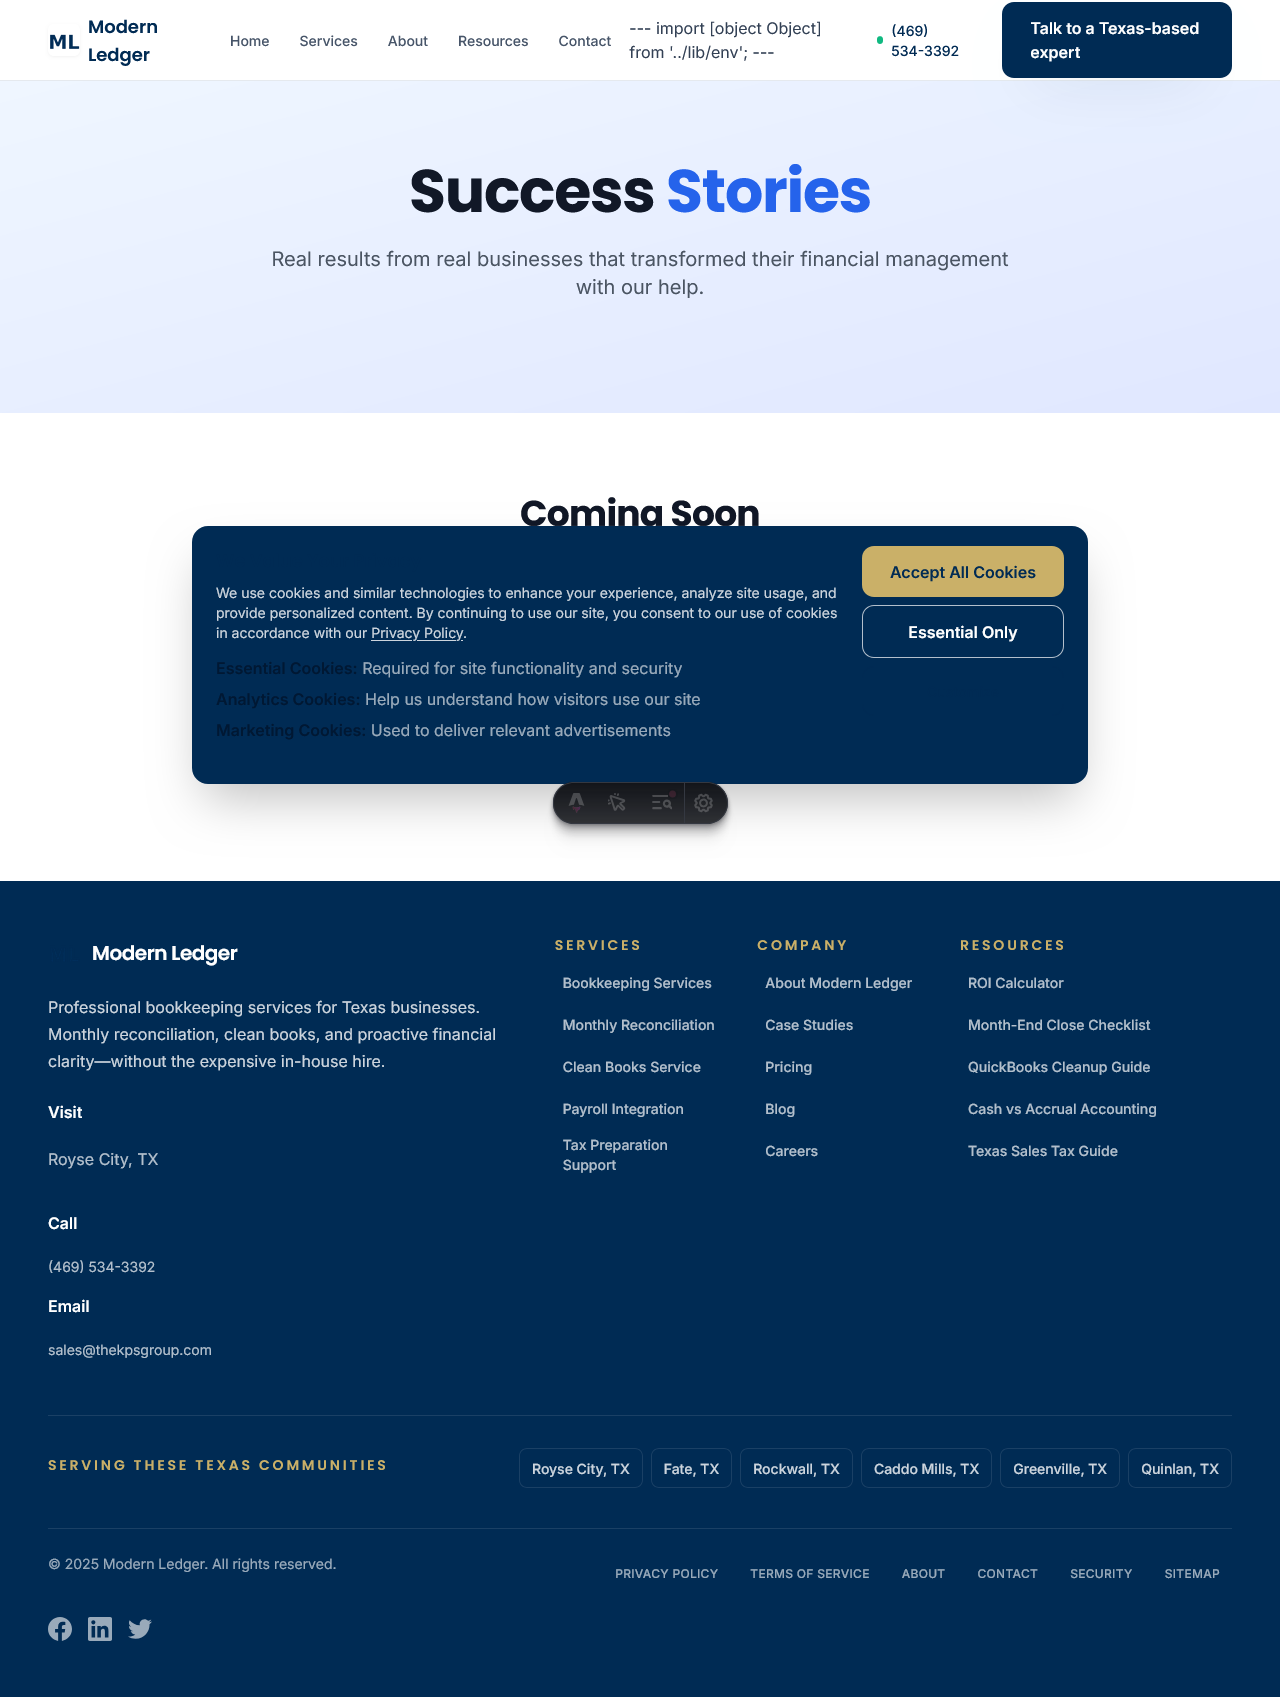 ML Modern Ledger
Home Services About Resources Contact
--- import [object Object]
from '../lib/env'; ---
(469)
534-3392
Talk to a Texas-based
expert
Success Stories
Real results from real businesses that transformed their financial management
with our help.
Coming Soon
We use cookies and similar technologies to enhance your experience, analyze site usage, and
provide personalized content. By continuing to use our site, you consent to our use of cookies
in accordance with our Privacy Policy.
Essential Cookies: Required for site functionality and security
Analytics Cookies: Help us understand how visitors use our site
Marketing Cookies: Used to deliver relevant advertisements
Accept All Cookies
Essential Only
Modern Ledger
Professional bookkeeping services for Texas businesses.
Monthly reconciliation, clean books, and proactive financial
clarity—without the expensive in-house hire.
Visit
Royse City, TX
Call
(469) 534-3392
Email
sales@thekpsgroup.com
SERVICES
Bookkeeping Services
Monthly Reconciliation
Clean Books Service
Payroll Integration
Tax Preparation
Support
COMPANY
About Modern Ledger
Case Studies
Pricing
Blog
Careers
RESOURCES
ROI Calculator
Month-End Close Checklist
QuickBooks Cleanup Guide
Cash vs Accrual Accounting
Texas Sales Tax Guide
SERVING THESE TEXAS COMMUNITIES
Royse City, TX Fate, TX Rockwall, TX Caddo Mills, TX Greenville, TX Quinlan, TX
© 2025 Modern Ledger. All rights reserved.
PRIVACY POLICY TERMS OF SERVICE ABOUT CONTACT SECURITY SITEMAP